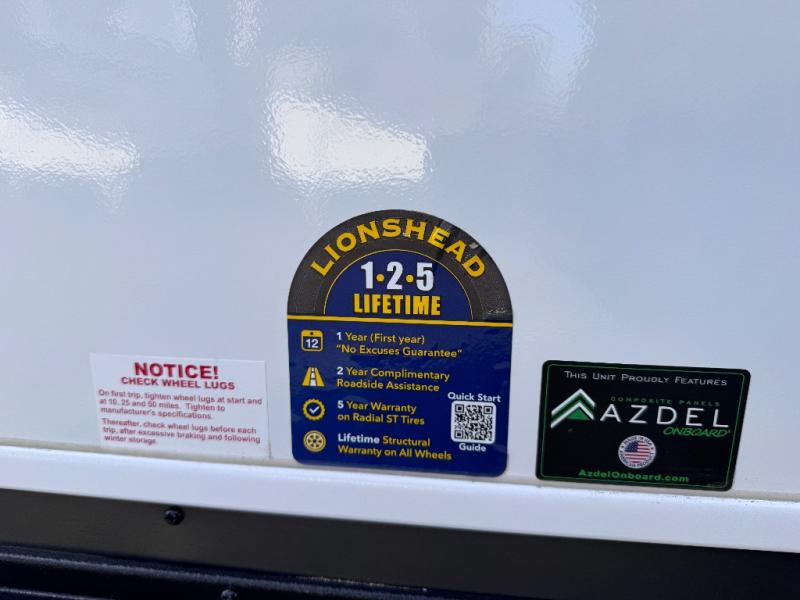 NOTICE!
CHECK WHEEL LUGS
On first trip, tighten wheel lugs at start and
at 10, 25 and 50 miles. Tighten to
manufacturer's specifications.
Thereafter, check wheel lugs before each
trip, after excessive braking and following
winter storage.
LIONSHEAD
1•2•5
LIFETIME
12
1 Year (First year)
"No Excuses Guarantee"
2 Year Complimentary
Roadside Assistance
5 Year Warranty
on Radial ST Tires
Lifetime Structural
Warranty on All Wheels
Quick Start
Guide
THIS UNIT PROUDLY FEATURES
COMPOSITE PANELS
AZDEL
ONBOARD
AzdelOnboard.com